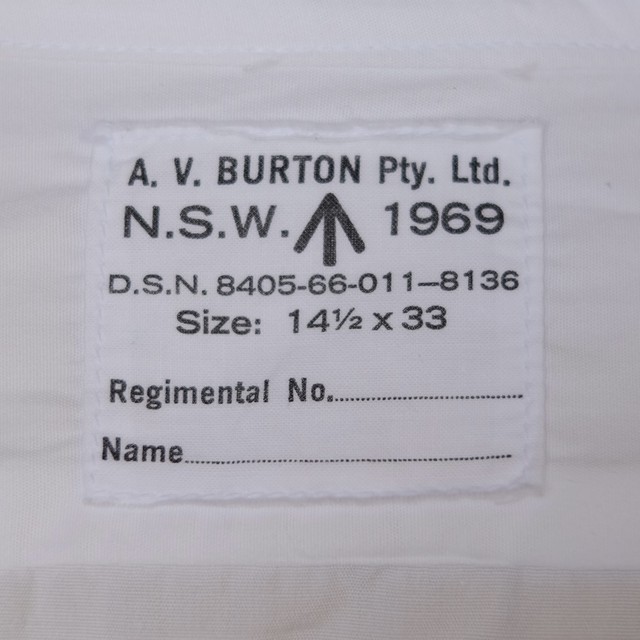 A. V. BURTON Pty. Ltd.
N.S.W. 1969
D.S.N. 8405-66-011—8136
Size: 14½ x 33
Regimental No.
Name